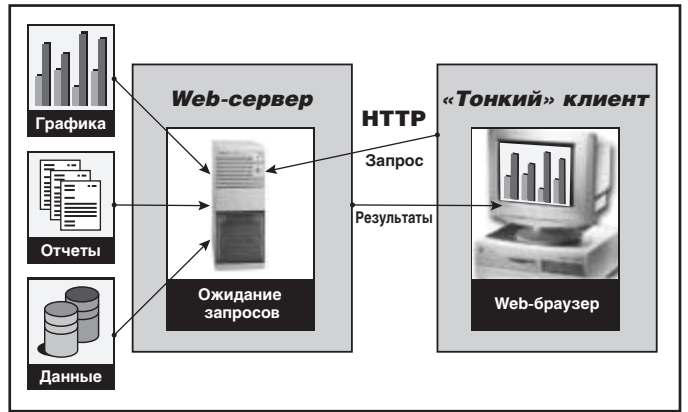 Графика
Отчеты
Данные
Web-сервер
Ожидание
запросов
HTTP
Запрос
Результаты
«Тонкий» клиент
Web-браузер